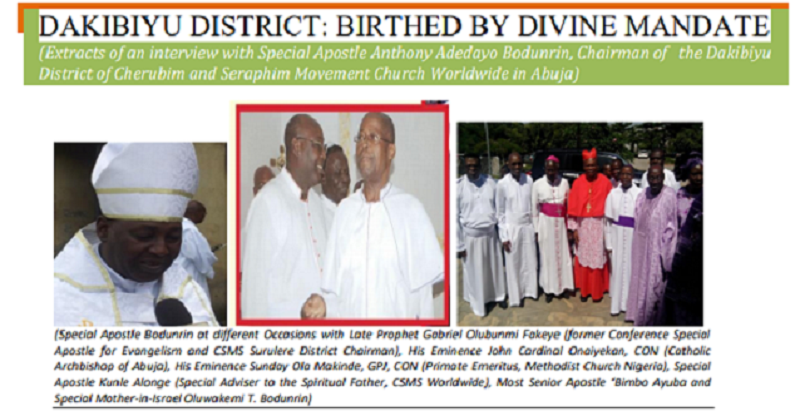 DAKIBIYU DISTRICT: BIRTHED BY DIVINE MANDATE
(Extracts of an interview with Special Apostle Anthony Adedayo Bodunrin, Chairman of the Dakibiyu
District of Cherubim and Seraphim Movement Church Worldwide in Abuja)
(Special Apostle Bodunrin at different Occasions with Late Prophet Gabriel Olubunmi Fakeye (former Conference Special
Apostle for Evangelism and CSMS Surulere District Chairman), His Eminence John Cardinal Onaiyekan, CON (Catholic
Archbishop of Abuja), His Eminence Sunday Ola Makinde, GPJ, CON (Primate Emeritus, Methodist Church Nigeria), Special
Apostle Kunle Alonge (Special Adviser to the Spiritual Father, CSMS Worldwide), Most Senior Apostle 'Bimbo Ayuba and
Special Mother-in-Israel Oluwakemi T. Bodunrin)